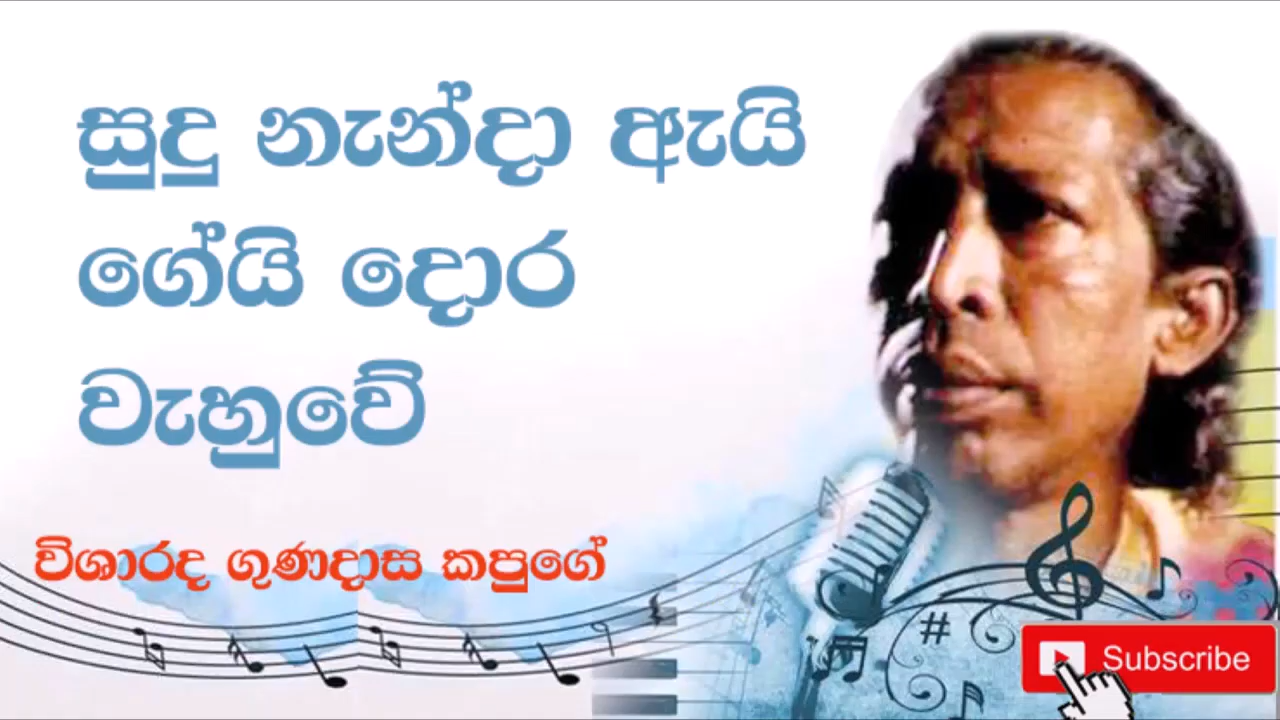 සුදු නැන්දා ඇයි
ගේයි දොර
වැහුවේ
විශාරද ගුණදාස කපුගේ
Subscribe